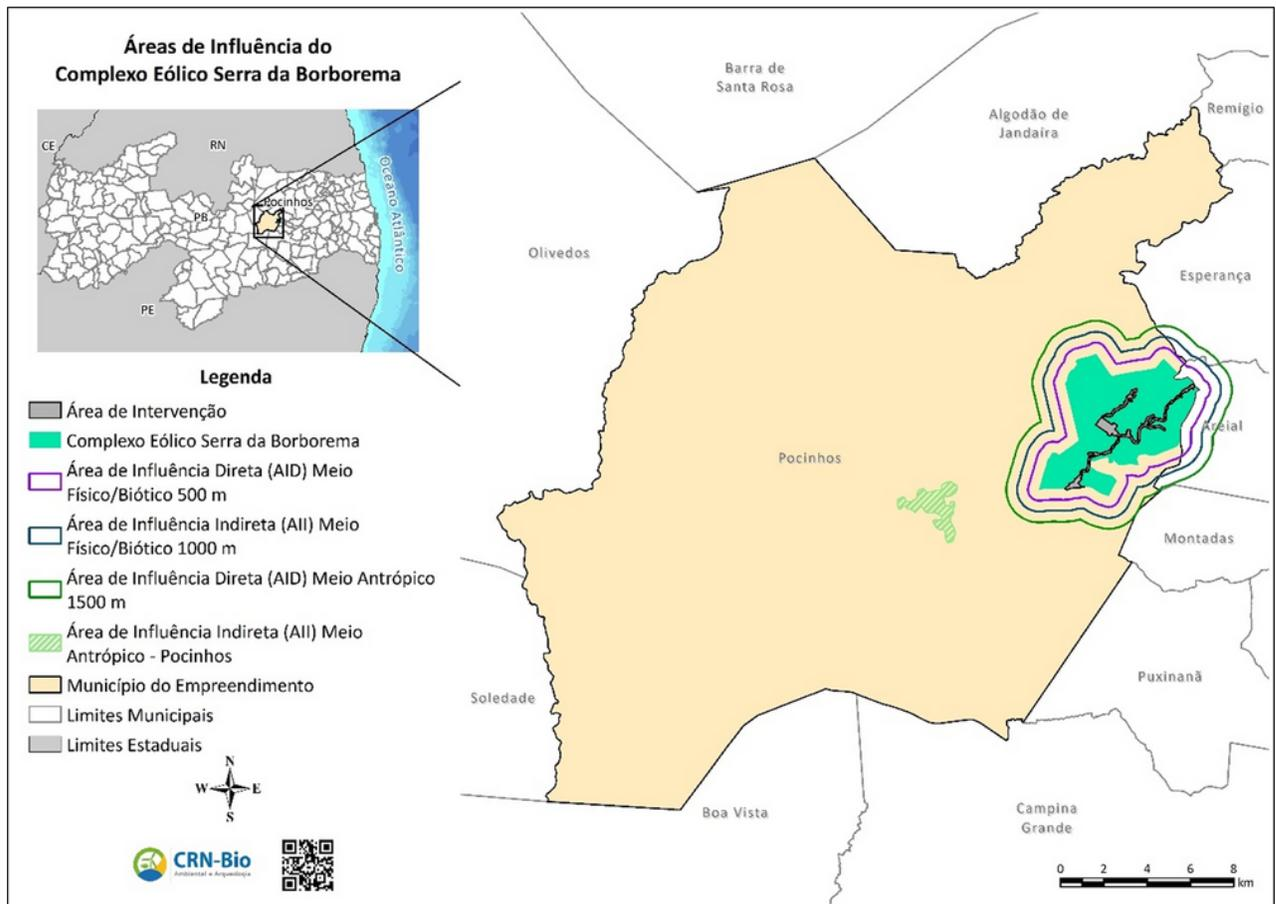 Áreas de Influência do
Complexo Eólico Serra da Borborema
CE
RN
Pocinhos
PB
PE
Oceano Atlântico
Legenda
Área de Intervenção
Complexo Eólico Serra da Borborema
Área de Influência Direta (AID) Meio
Físico/Biótico 500 m
Área de Influência Indireta (AII) Meio
Físico/Biótico 1000 m
Área de Influência Direta (AID) Meio Antrópico
1500 m
Área de Influência Indireta (AII) Meio
Antrópico - Pocinhos
Município do Empreendimento
Limites Municipais
Limites Estaduais
N
W
E
S
CRN-Bio
Ambiental e Arqueologia
Barra de
Santa Rosa
Algodão de
Jandaíra
Remígio
Olivedos
Esperança
Areial
Pocinhos
Montadas
Puxinanã
Soledade
Boa Vista
Campina
Grande
0 2 4 6 8
km